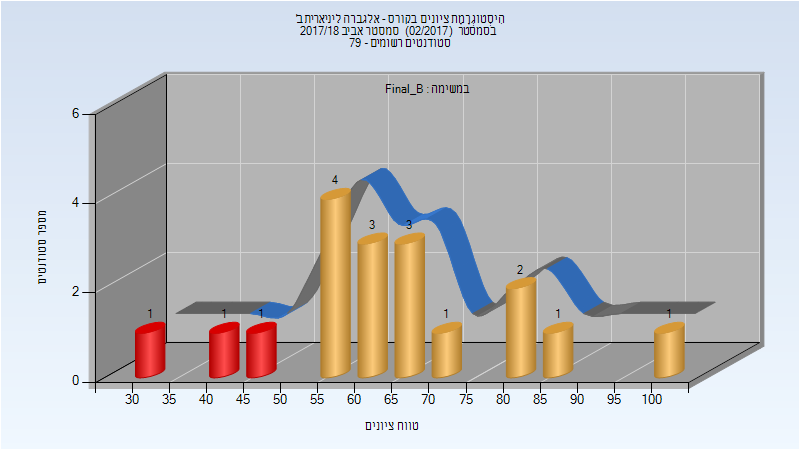 היסטוגרמת ציונים בקורס - אלגברה ליניארית ב'
בסמסטר (02/2017) סמסטר אביב 2017/18
סטודנטים רשומים - 79
במשימה : Final_B
מספר סטודנטים
6
4
2
0
1
1
1
4
3
3
1
2
1
1
30 35 40 45 50 55 60 65 70 75 80 85 90 95 100
טווח ציונים